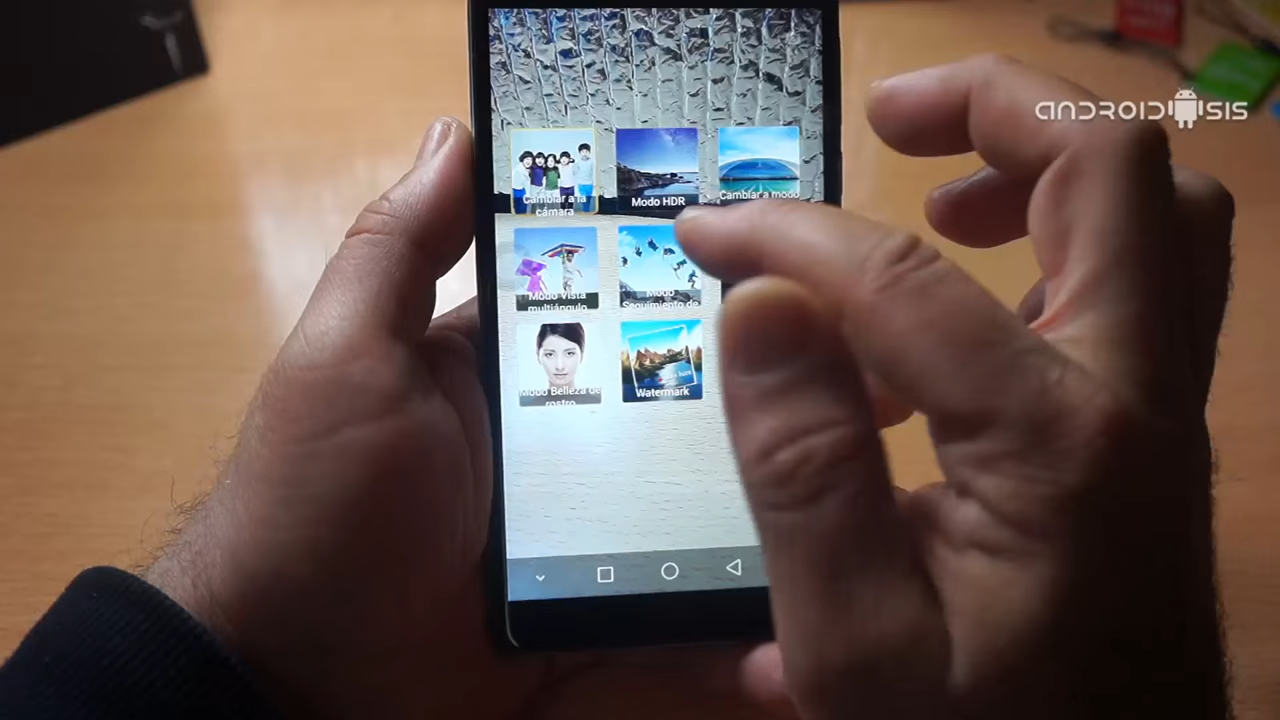 ANDROIDSIS
Cambiar a la
cámara
Modo HDR
Cambiar a modo
Modo Vista
multiángulo
Modo
Seguimiento de
Modo Belleza de
rostro
Watermark